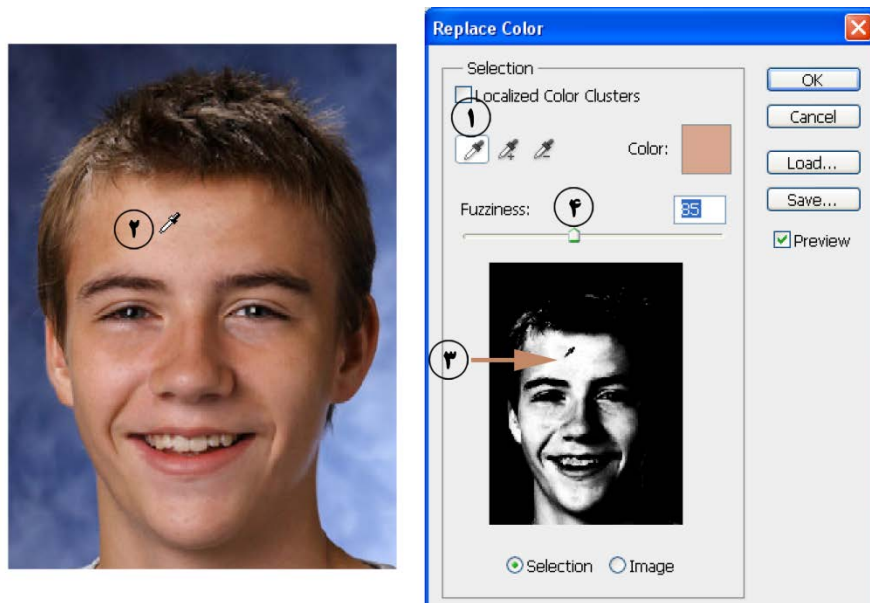 Replace Color
Selection
Localized Color Clusters
۱
Color:
۲
Fuzziness:
۴
85
۳
Selection
Image
OK
Cancel
Load...
Save...
Preview